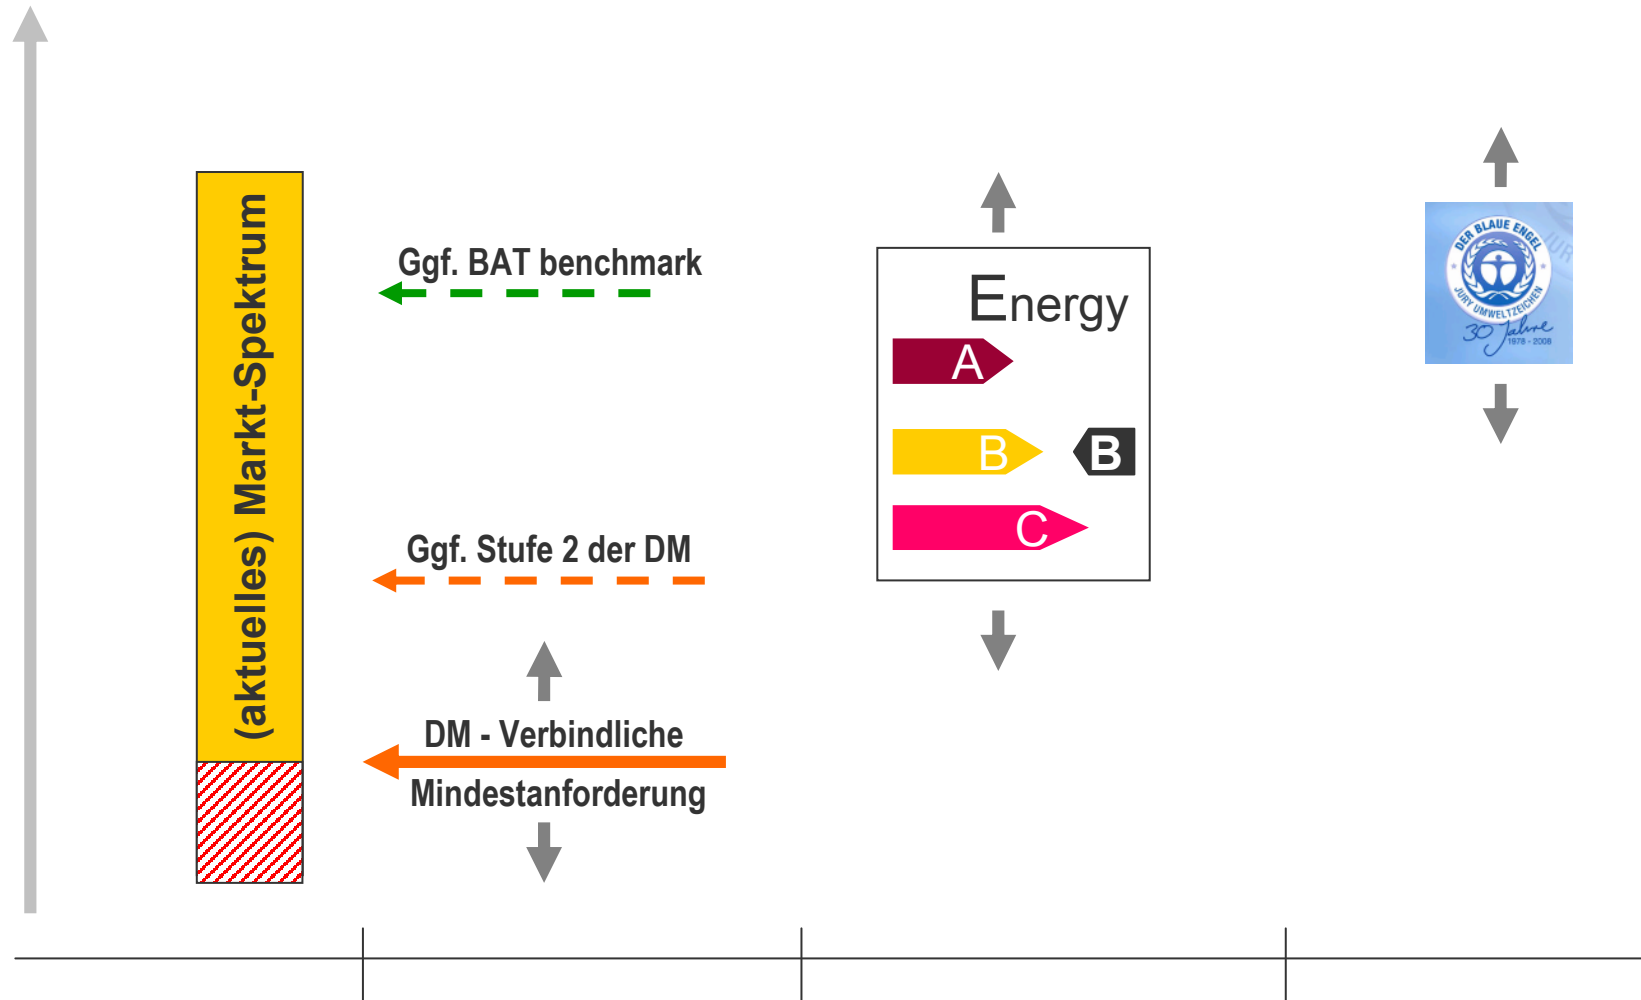 (aktuelles) Markt-Spektrum
Ggf. BAT benchmark
Ggf. Stufe 2 der DM
DM - Verbindliche
Mindestanforderung
Energy
A
B
B
C
DER BLAUE ENGEL
JURY UMWELTZEICHEN
30 Jahre
1978 - 2008